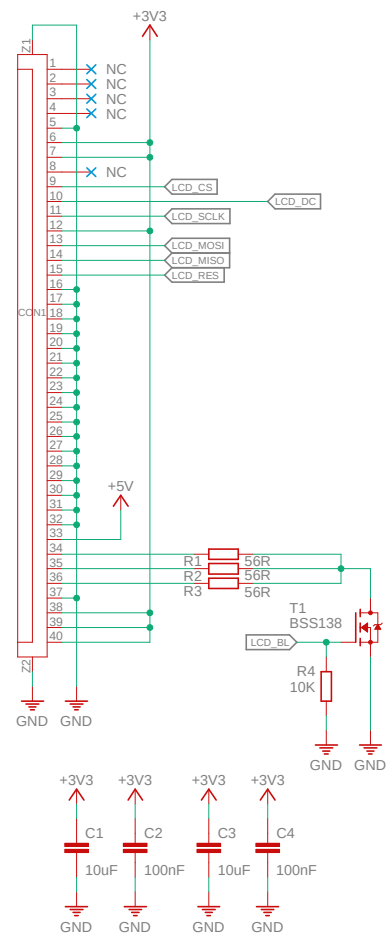 Z1
+3V3
1 NC
2 NC
3 NC
4 NC
5
6
7
8 NC
9 LCD_CS
10 LCD_DC
11 LCD_SCLK
12
13 LCD_MOSI
14 LCD_MISO
15 LCD_RES
16
17
CON1 18
19
20
21
22
23
24
25
26
27
28
29
30
31
32
+5V
33
34
R1 56R
35
R2 56R
36
R3 56R
37
38
39
40
T1
BSS138
LCD_BL
Z2
R4
10K
GND GND
GND GND
+3V3 +3V3 +3V3 +3V3
C1 C2 C3 C4
10uF 100nF 10uF 100nF
GND GND GND GND